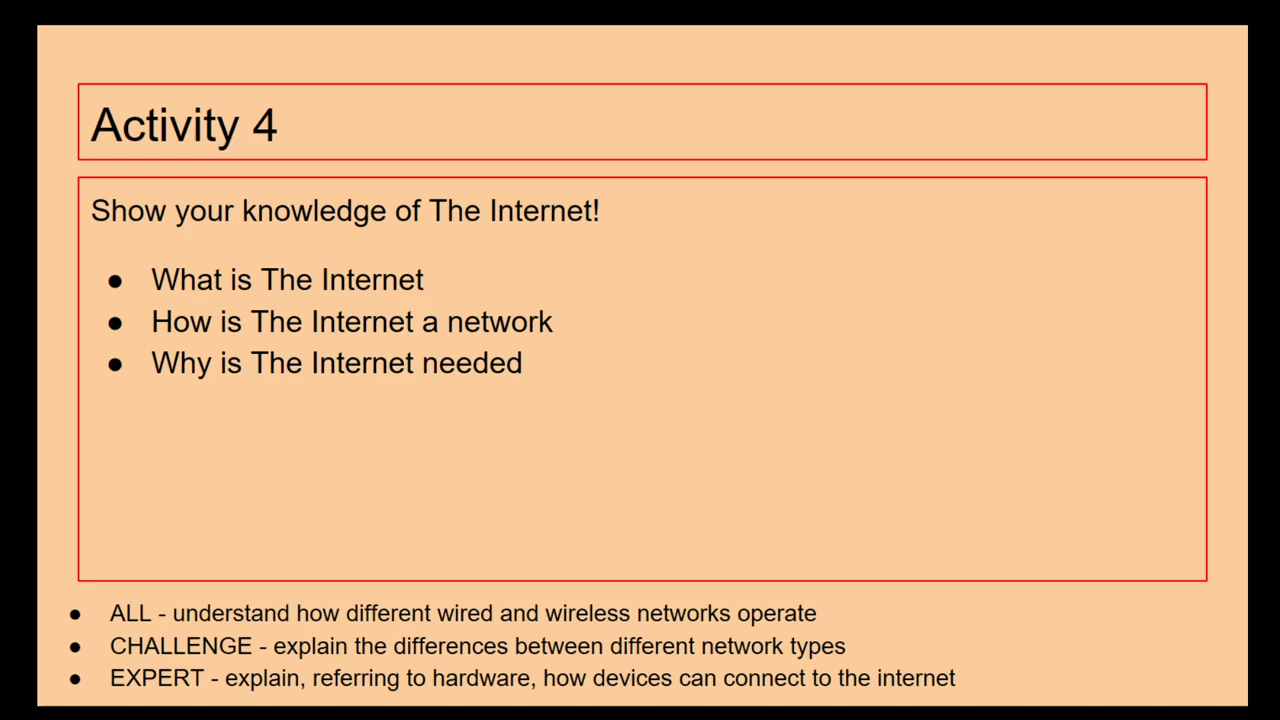 Activity 4
Show your knowledge of The Internet!
● What is The Internet
● How is The Internet a network
● Why is The Internet needed
● ALL - understand how different wired and wireless networks operate
● CHALLENGE - explain the differences between different network types
● EXPERT - explain, referring to hardware, how devices can connect to the internet